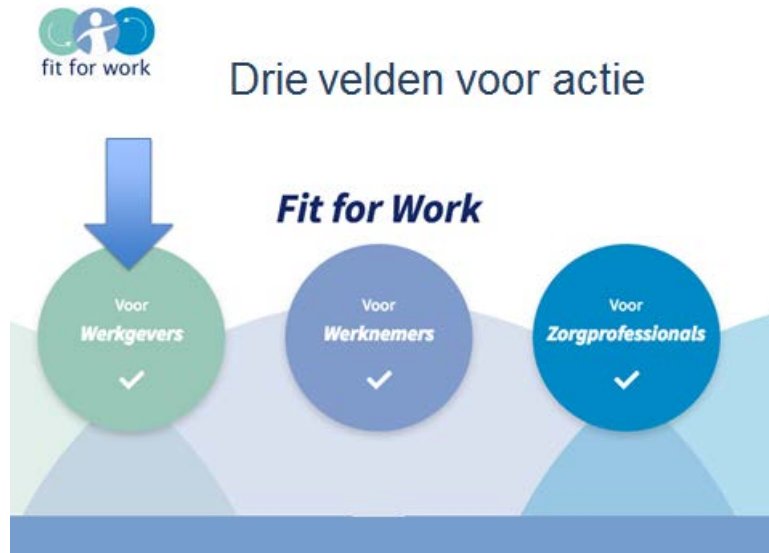 fit for work
Drie velden voor actie
Fit for Work
Voor
Werkgevers
Voor
Werknemers
Voor
Zorgprofessionals